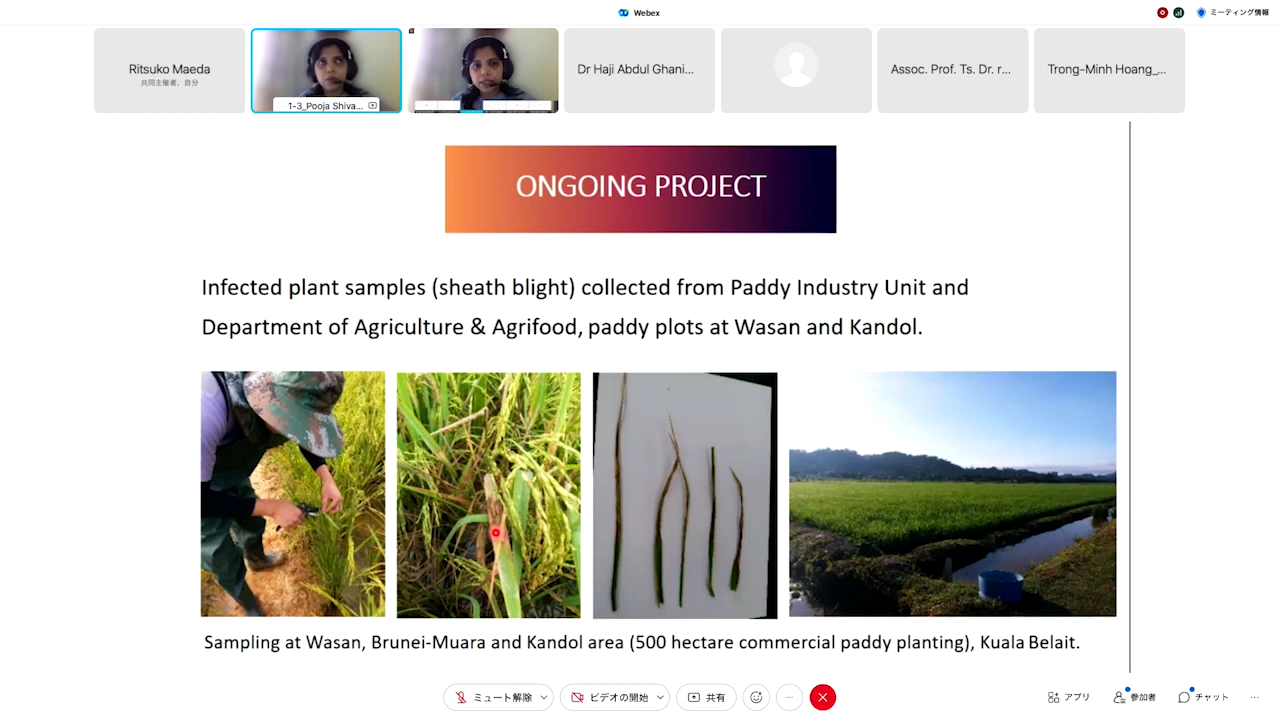 Webex
ミーティング情報
Ritsuko Maeda
共同主催者、自分
1-3_Pooja Shiva...
Dr Haji Abdul Ghani...
Assoc. Prof. Ts. Dr. r...
Trong-Minh Hoang_...
ONGOING PROJECT
Infected plant samples (sheath blight) collected from Paddy Industry Unit and
Department of Agriculture & Agrifood, paddy plots at Wasan and Kandol.
Sampling at Wasan, Brunei-Muara and Kandol area (500 hectare commercial paddy planting), Kuala Belait.
ミュート解除
ビデオの開始
共有
アプリ
参加者
チャット